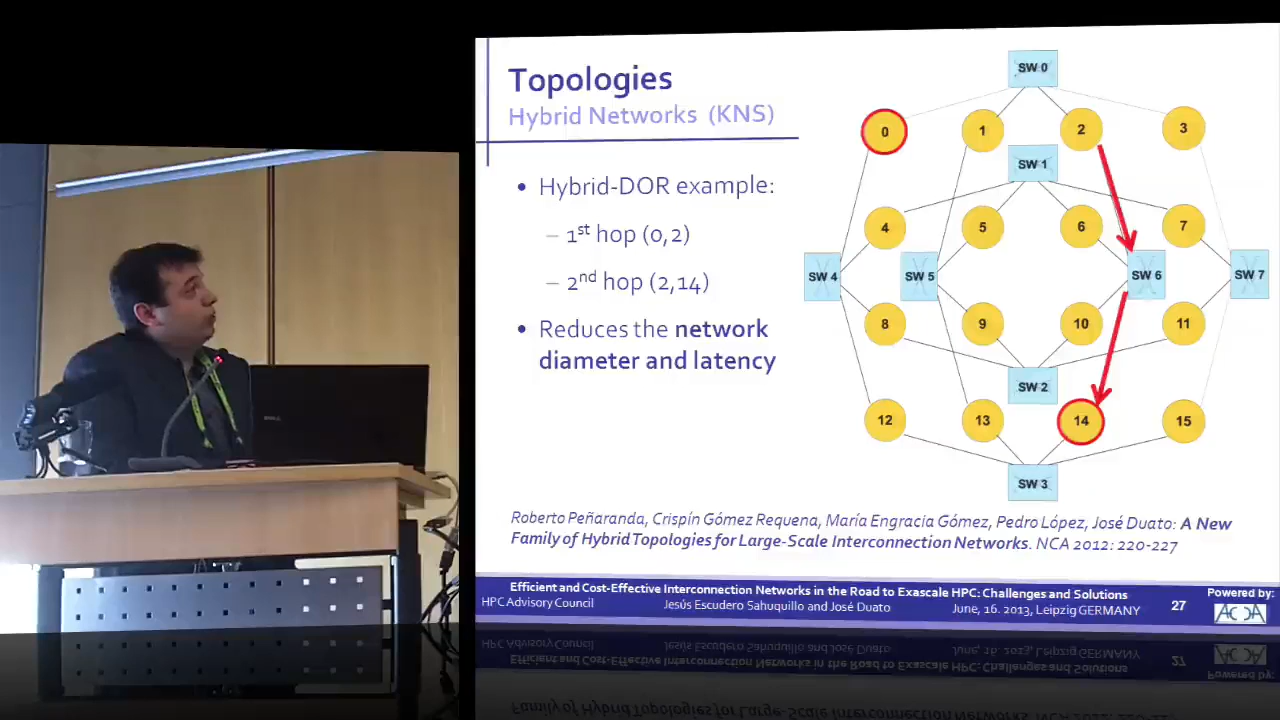 Topologies
Hybrid Networks (KNS)
• Hybrid-DOR example:
– 1st hop (0,2)
– 2nd hop (2,14)
• Reduces the network
diameter and latency
SW 0
0 1 2 3
SW 1
4 5 6 7
SW 4 SW 5 SW 6 SW 7
8 9 10 11
SW 2
12 13 14 15
SW 3
Roberto Peñaranda, Crispín Gómez Requena, María Engracia Gómez, Pedro López, José Duato: A New
Family of Hybrid Topologies for Large-Scale Interconnection Networks. NCA 2012: 220-227
Efficient and Cost-Effective Interconnection Networks in the Road to Exascale HPC: Challenges and Solutions
HPC Advisory Council Jesús Escudero Sahuquillo and José Duato June, 16. 2013, Leipzig GERMANY 27
Powered by: